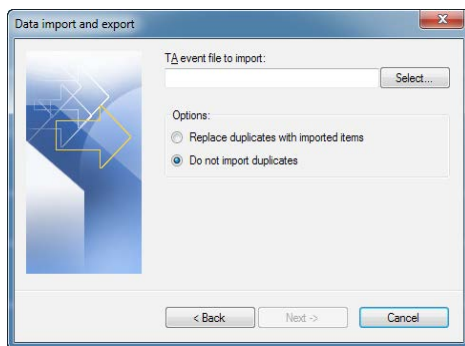 Data import and export
TA event file to import:
Select...
Options:
Replace duplicates with imported items
Do not import duplicates
< Back
Next ->
Cancel